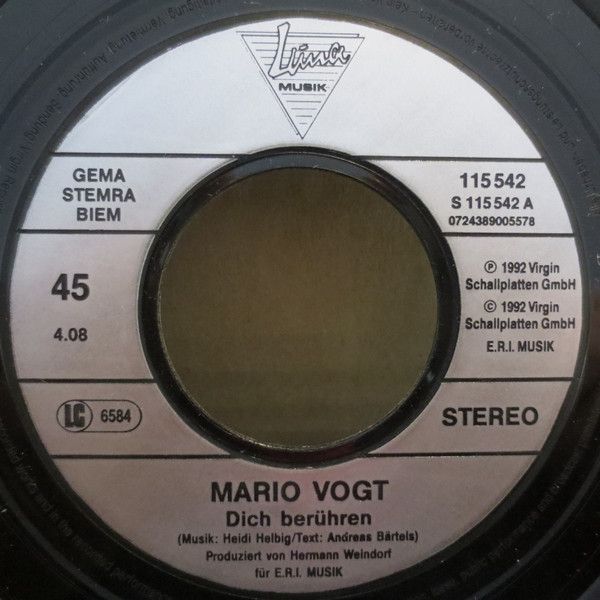 Luna
MUSIK
GEMA
STEMRA
BIEM
115 542
S 115 542 A
0724389005578
45
4.08
Ⓟ 1992 Virgin
Schallplatten GmbH
© 1992 Virgin
Schallplatten GmbH
E.R.I. MUSIK
LC 6584
STEREO
MARIO VOGT
Dich berühren
(Musik: Heidi Helbig/Text: Andreas Bärtels)
Produziert von Hermann Weindorf
für E.R.I. MUSIK